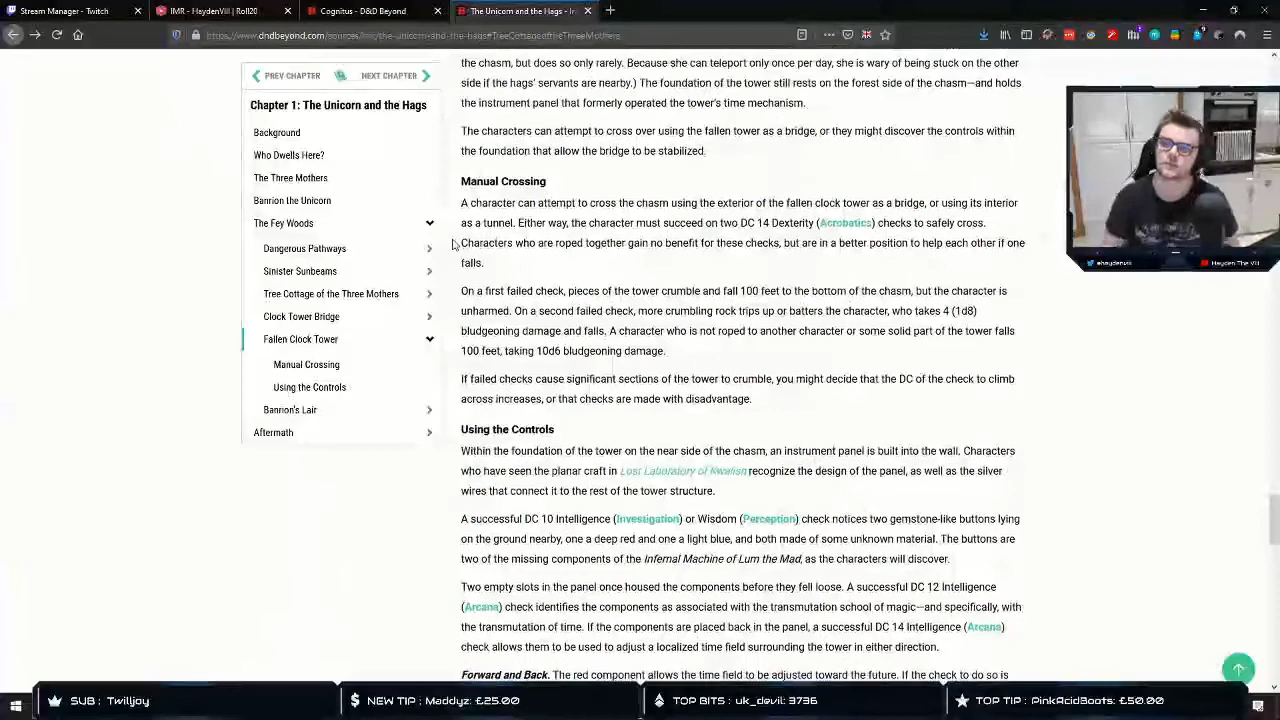 Stream Manager - Twitch
IMR - HaydenVill | Roll20
Cognitus - D&D Beyond
The Unicorn and the Hags - In
PREV CHAPTER
NEXT CHAPTER
Chapter 1: The Unicorn and the Hags
Background
Who Dwells Here?
The Three Mothers
Banrion the Unicorn
The Fey Woods
Dangerous Pathways
Sinister Sunbeams
Tree Cottage of the Three Mothers
Clock Tower Bridge
Fallen Clock Tower
Manual Crossing
Using the Controls
Banrion's Lair
Aftermath
the chasm, but does so only rarely. Because she can teleport only once per day, she is wary of being stuck on the other
side if the hags' servants are nearby.) The foundation of the tower still rests on the forest side of the chasm—and holds
the instrument panel that formerly operated the tower's time mechanism.
The characters can attempt to cross over using the fallen tower as a bridge, or they might discover the controls within
the foundation that allow the bridge to be stabilized.
Manual Crossing
A character can attempt to cross the chasm using the exterior of the fallen clock tower as a bridge, or using its interior
as a tunnel. Either way, the character must succeed on two DC 14 Dexterity (Acrobatics) checks to safely cross.
Characters who are roped together gain no benefit for these checks, but are in a better position to help each other if one
falls.
On a first failed check, pieces of the tower crumble and fall 100 feet to the bottom of the chasm, but the character is
unharmed. On a second failed check, more crumbling rock trips up or batters the character, who takes 4 (1d8)
bludgeoning damage and falls. A character who is not roped to another character or some solid part of the tower falls
100 feet, taking 10d6 bludgeoning damage.
If failed checks cause significant sections of the tower to crumble, you might decide that the DC of the check to climb
across increases, or that checks are made with disadvantage.
Using the Controls
Within the foundation of the tower on the near side of the chasm, an instrument panel is built into the wall. Characters
who have seen the planar craft in Lost Laboratory of Kwalish recognize the design of the panel, as well as the silver
wires that connect it to the rest of the tower structure.
A successful DC 10 Intelligence (Investigation) or Wisdom (Perception) check notices two gemstone-like buttons lying
on the ground nearby, one a deep red and one a light blue, and both made of some unknown material. The buttons are
two of the missing components of the Infernal Machine of Lum the Mad, as the characters will discover.
Two empty slots in the panel once housed the components before they fell loose. A successful DC 12 Intelligence
(Arcana) check identifies the components as associated with the transmutation school of magic—and specifically, with
the transmutation of time. If the components are placed back in the panel, a successful DC 14 Intelligence (Arcana)
check allows them to be used to adjust a localized time field surrounding the tower in either direction.
Forward and Back. The red component allows the time field to be adjusted toward the future. If the check to do so is
ehaydenvii
Hayden The VIII
SUB : Twilljoy
NEW TIP : Maddyz: £25.00
TOP BITS : uk_devil: 3736
TOP TIP : PinkAcidBoots: £50.00